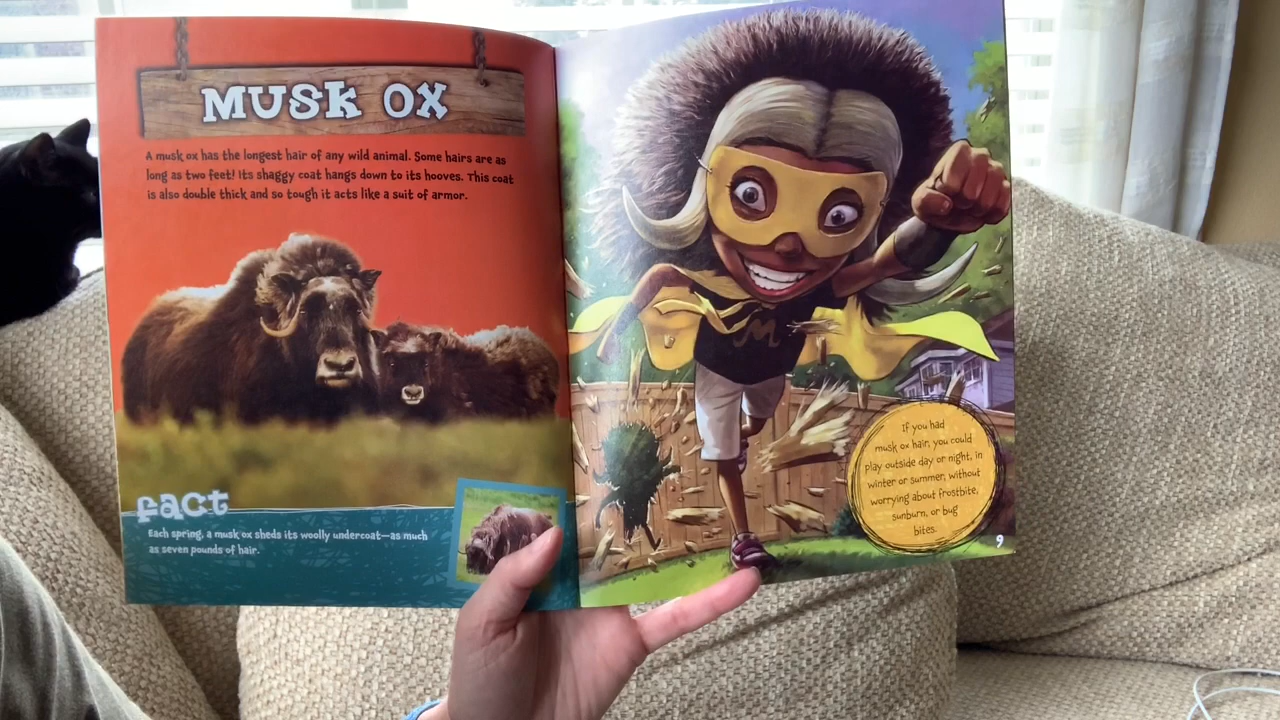 MUSK OX
A musk ox has the longest hair of any wild animal. Some hairs are as
long as two feet! Its shaggy coat hangs down to its hooves. This coat
is also double thick and so tough it acts like a suit of armor.
fact
Each spring, a musk ox sheds its woolly undercoat—as much
as seven pounds of hair.
M
If you had
musk ox hair, you could
play outside day or night, in
winter or summer, without
worrying about frostbite,
sunburn, or bug
bites.
9